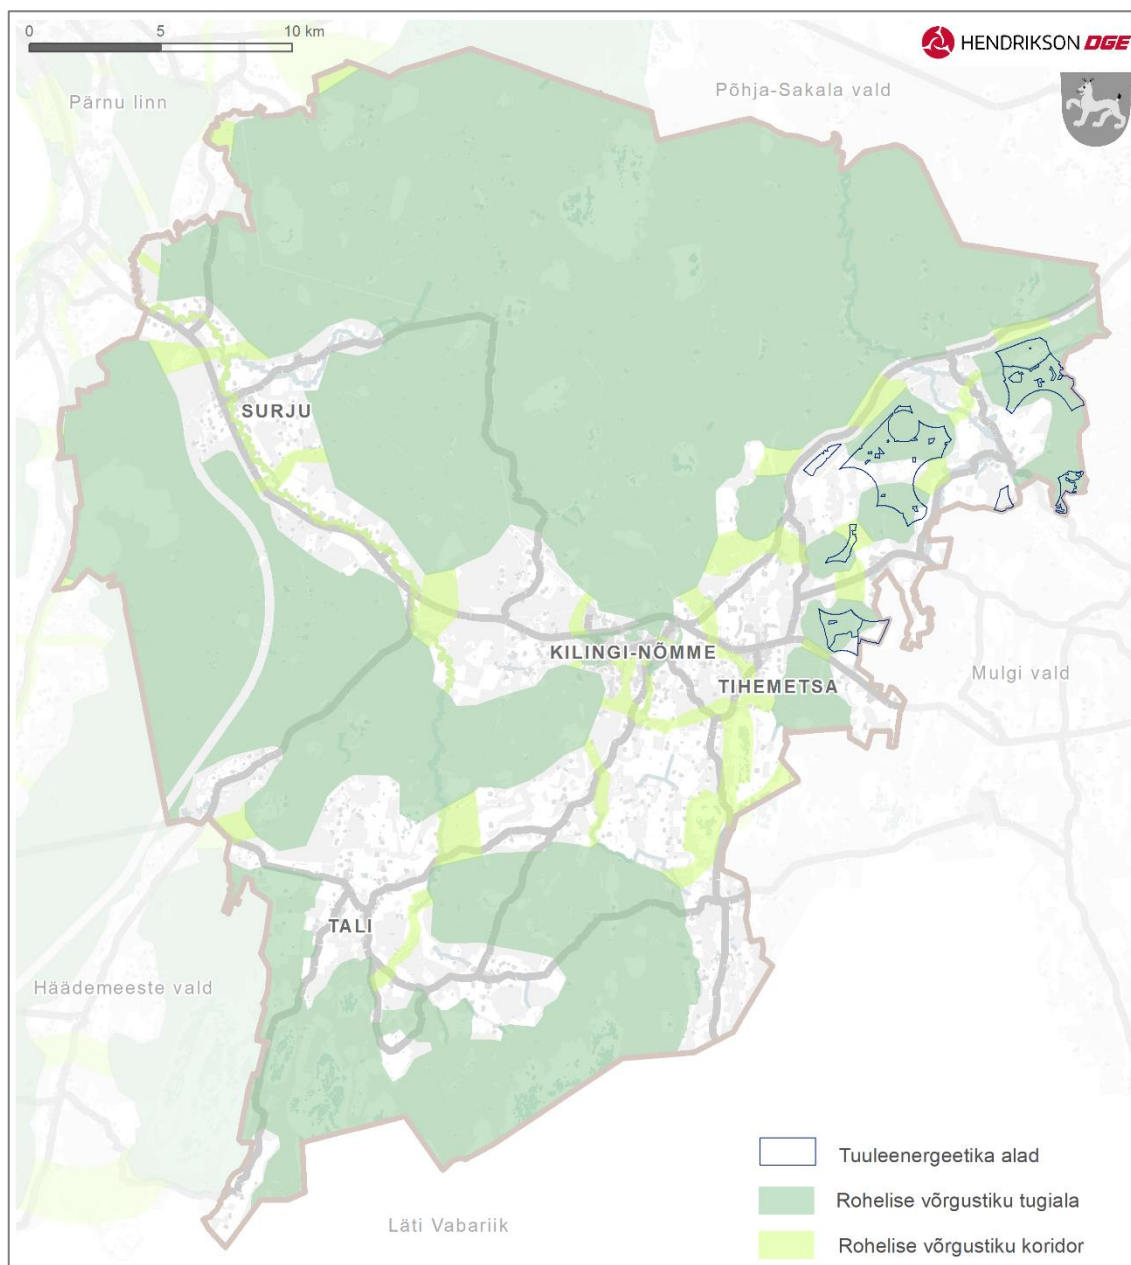 0 5 10 km
HENDRIKSON DGE
Pärnu linn
Põhja-Sakala vald
SURJU
KILINGI-NÕMME
TIHEMETSA
Mulgi vald
TALI
Häädemeeste vald
Läti Vabariik
Tuuleenergeetika alad
Rohelise võrgustiku tugiala
Rohelise võrgustiku koridor